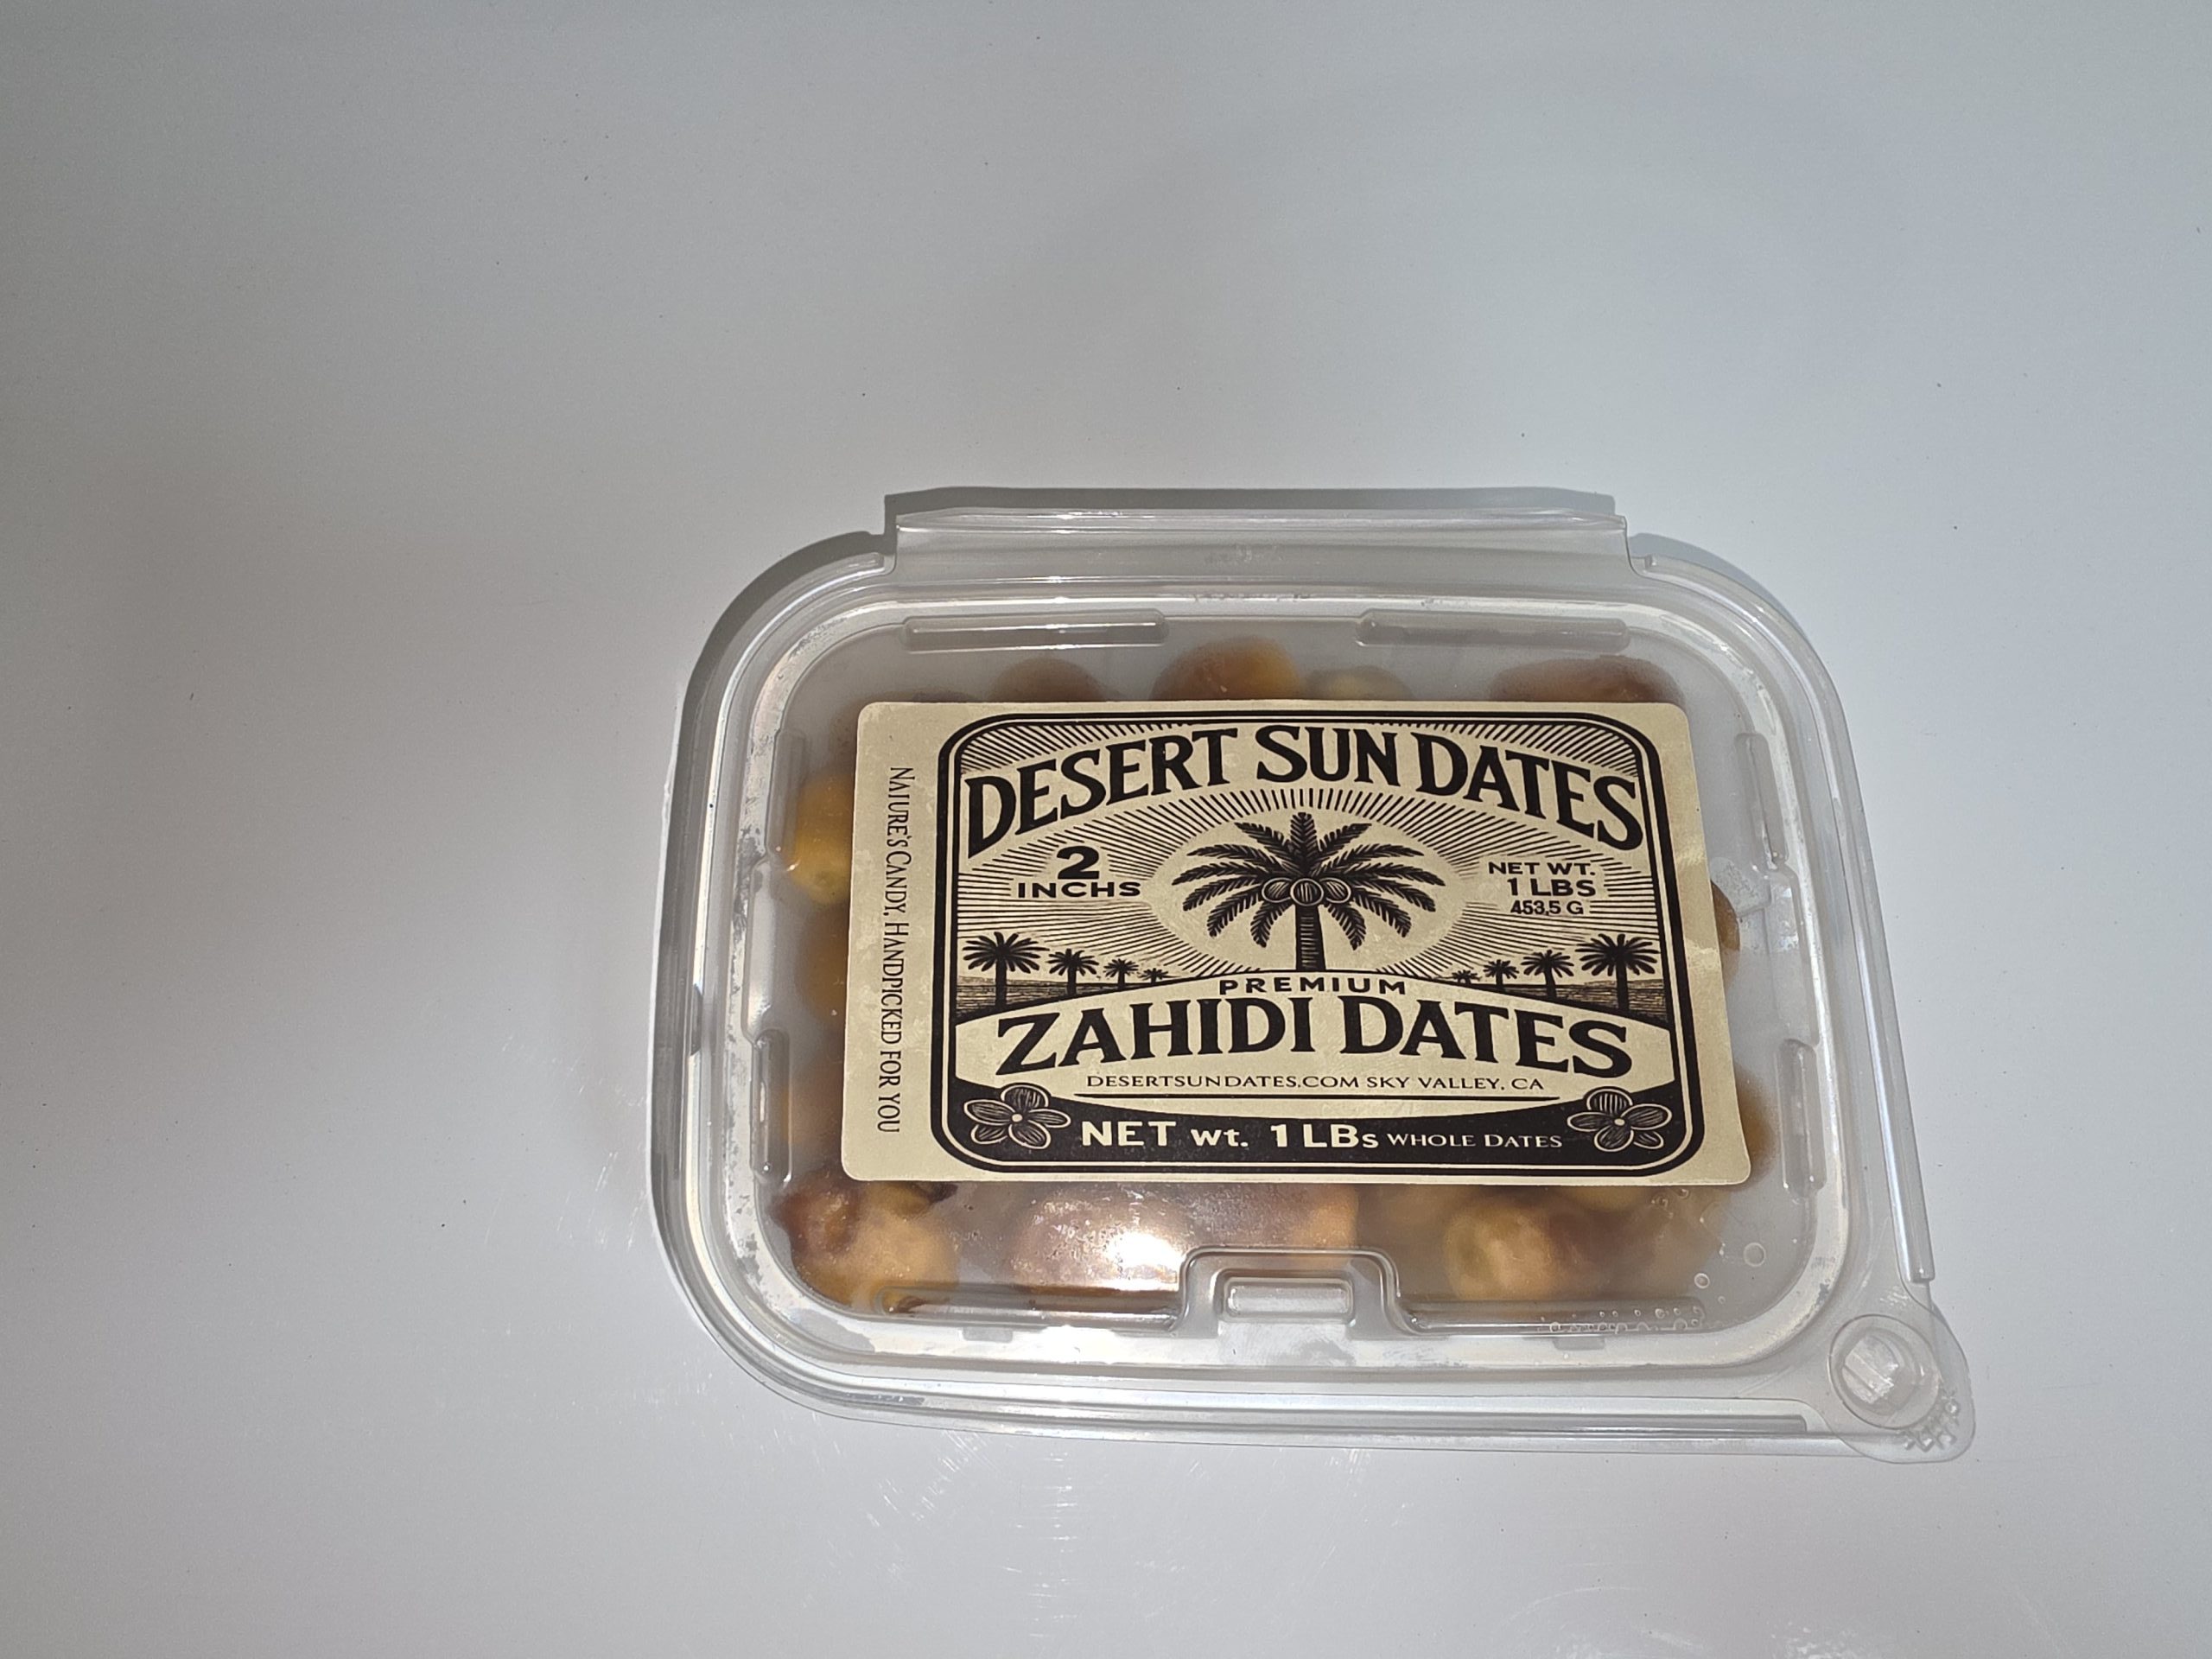 DESERT SUN DATES
2
INCHS
NET WT.
1 LBS
453.5 G
PREMIUM
ZAHIDI DATES
DESERTSUNDATES.COM SKY VALLEY, CA
NET wt. 1 LBs WHOLE DATES
NATURE'S CANDY, HANDPICKED FOR YOU